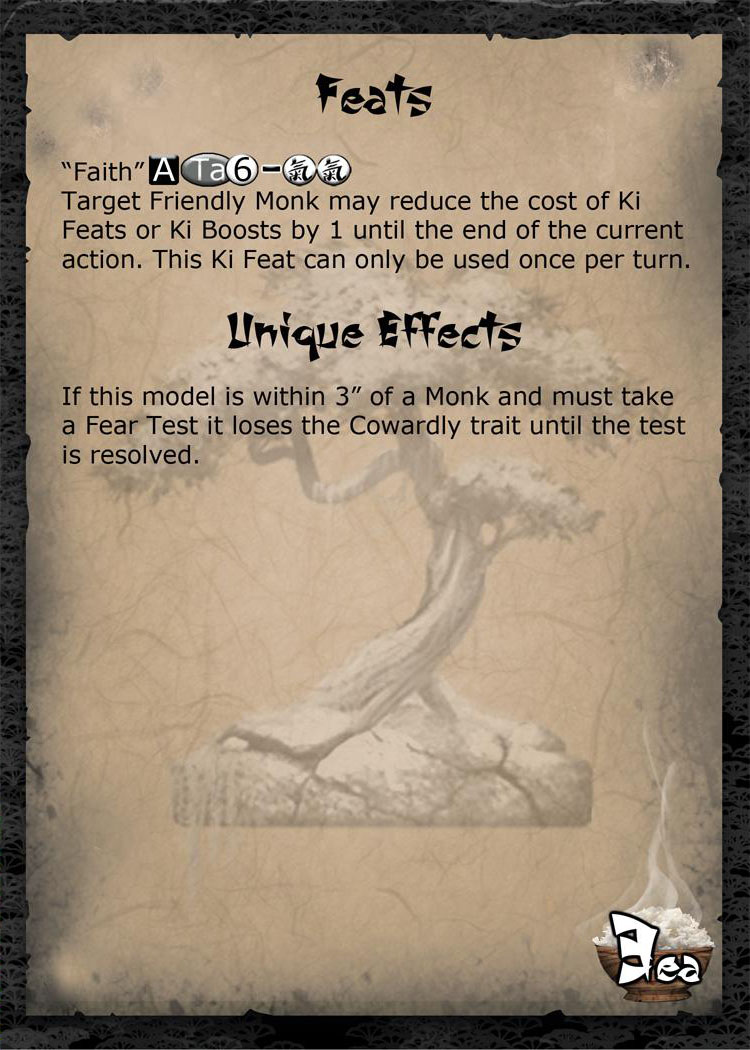 Feats
“Faith” A Ta 6 - 氣 氣
Target Friendly Monk may reduce the cost of Ki
Feats or Ki Boosts by 1 until the end of the current
action. This Ki Feat can only be used once per turn.
Unique Effects
If this model is within 3” of a Monk and must take
a Fear Test it loses the Cowardly trait until the test
is resolved.
3ea